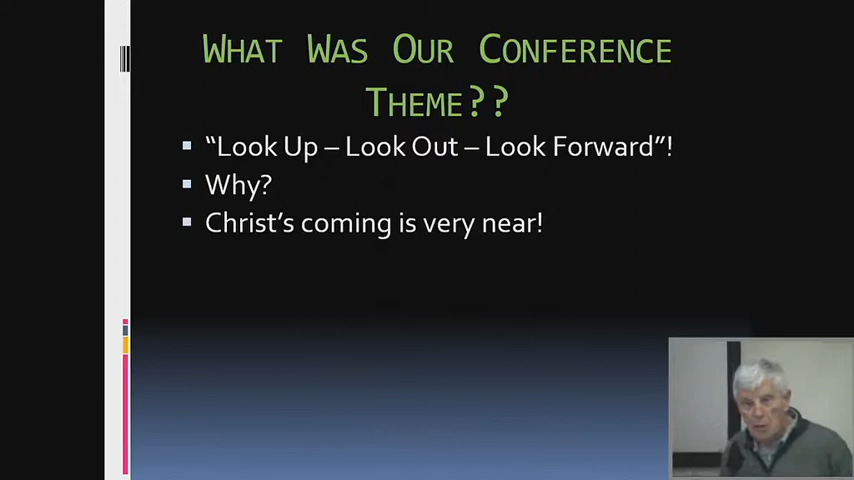 What Was Our Conference
Theme??
“Look Up – Look Out – Look Forward”!
Why?
Christ’s coming is very near!